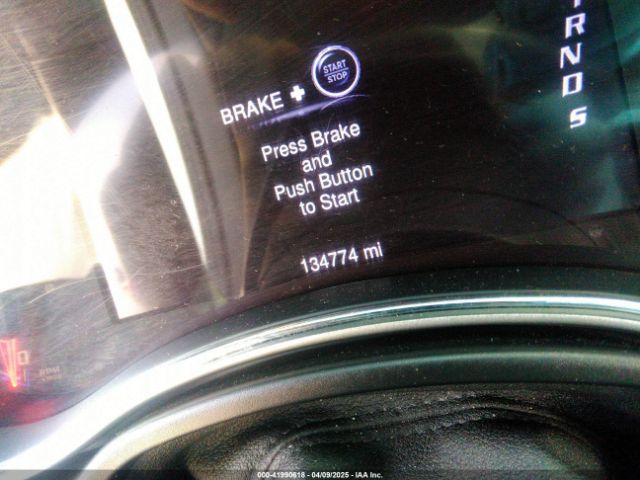 START
STOP
BRAKE +
Press Brake
and
Push Button
to Start
134774 mi
R
N
D
S
0
000-41990618 | 04/09/2025 | IAA Inc.